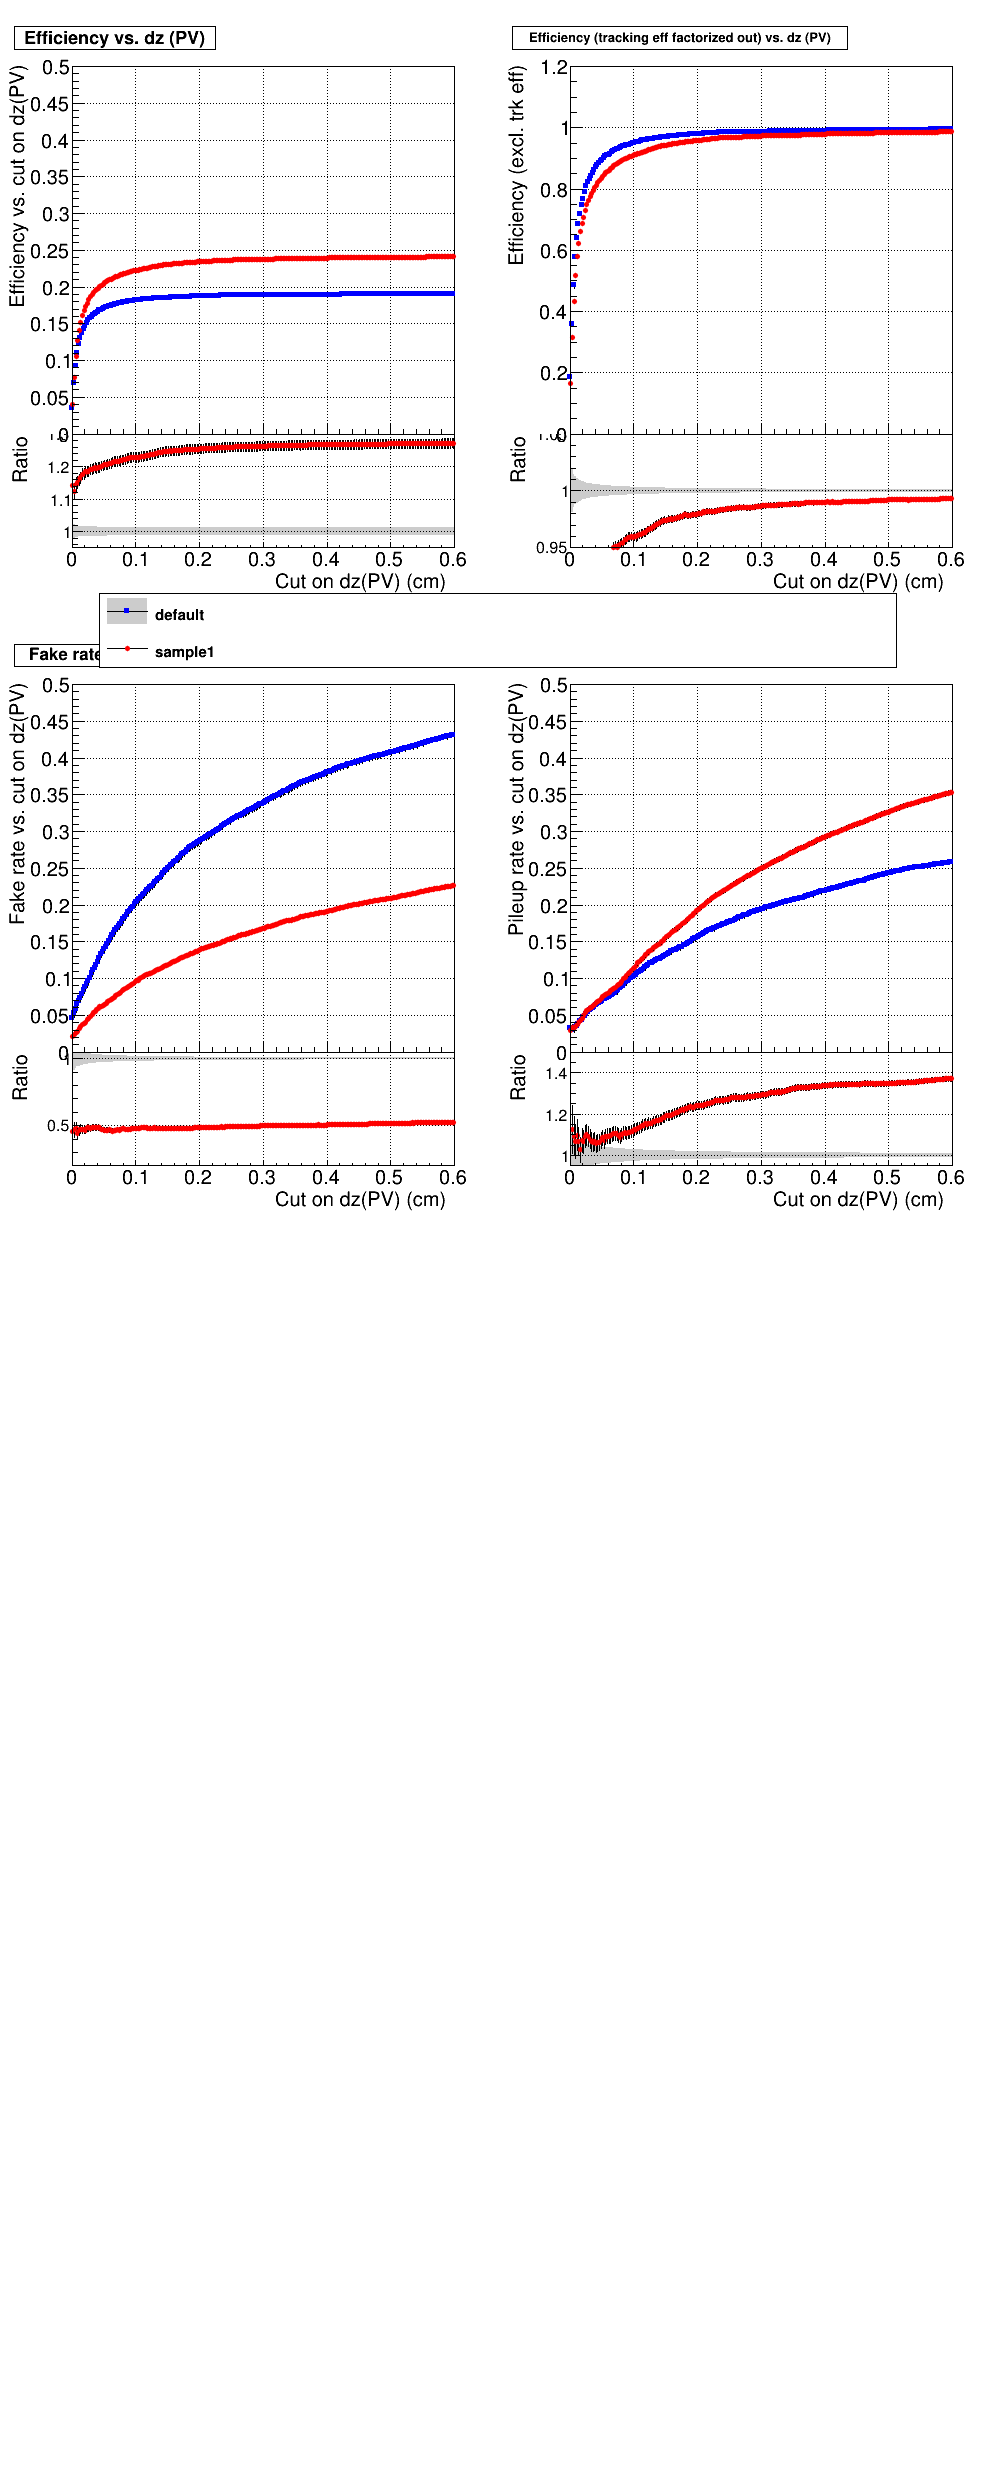 Efficiency vs. dz (PV)
Efficiency (tracking eff factorized out) vs. dz (PV)
Efficiency vs. cut on dz(PV)
0.5
0.45
0.4
0.35
0.3
0.25
0.2
0.15
0.1
0.05
0
Ratio
1.2
1.1
1
0 0.1 0.2 0.3 0.4 0.5 0.6
Cut on dz(PV) (cm)
Efficiency (excl. trk eff)
1.2
1
0.8
0.6
0.4
0.2
0
Ratio
1
0.95
0 0.1 0.2 0.3 0.4 0.5 0.6
Cut on dz(PV) (cm)
default
sample1
Fake rate
Fake rate vs. cut on dz(PV)
0.5
0.45
0.4
0.35
0.3
0.25
0.2
0.15
0.1
0.05
0
Ratio
0.5
0 0.1 0.2 0.3 0.4 0.5 0.6
Cut on dz(PV) (cm)
Pileup rate vs. cut on dz(PV)
0.5
0.45
0.4
0.35
0.3
0.25
0.2
0.15
0.1
0.05
0
Ratio
1.4
1.2
1
0 0.1 0.2 0.3 0.4 0.5 0.6
Cut on dz(PV) (cm)